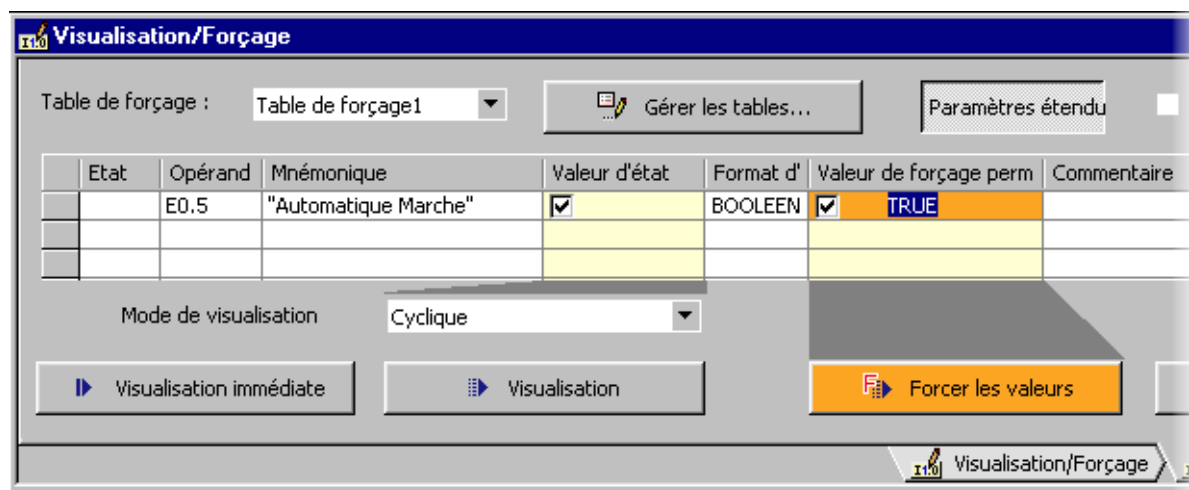 Visualisation/Forçage
Table de forçage : Table de forçage1 Gérer les tables... Paramètres étendu
Etat Opérand Mnémonique Valeur d'état Format d' Valeur de forçage perm Commentaire
E0.5 "Automatique Marche" BOOLEEN TRUE
Mode de visualisation Cyclique
Visualisation immédiate Visualisation Forcer les valeurs
Visualisation/Forçage